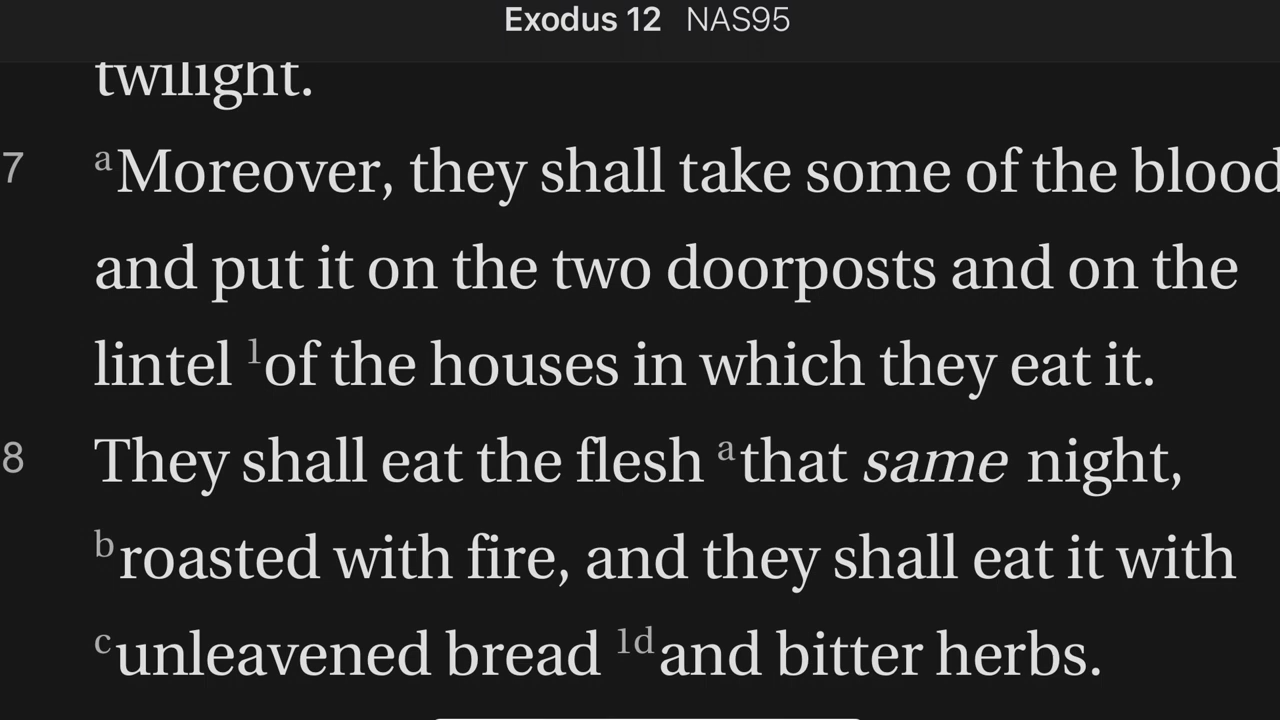 Exodus 12 NAS95
twilight.
7 aMoreover, they shall take some of the blood
and put it on the two doorposts and on the
lintel 1of the houses in which they eat it.
8 They shall eat the flesh athat same night,
broasted with fire, and they shall eat it with
cunleavened bread 1dand bitter herbs.